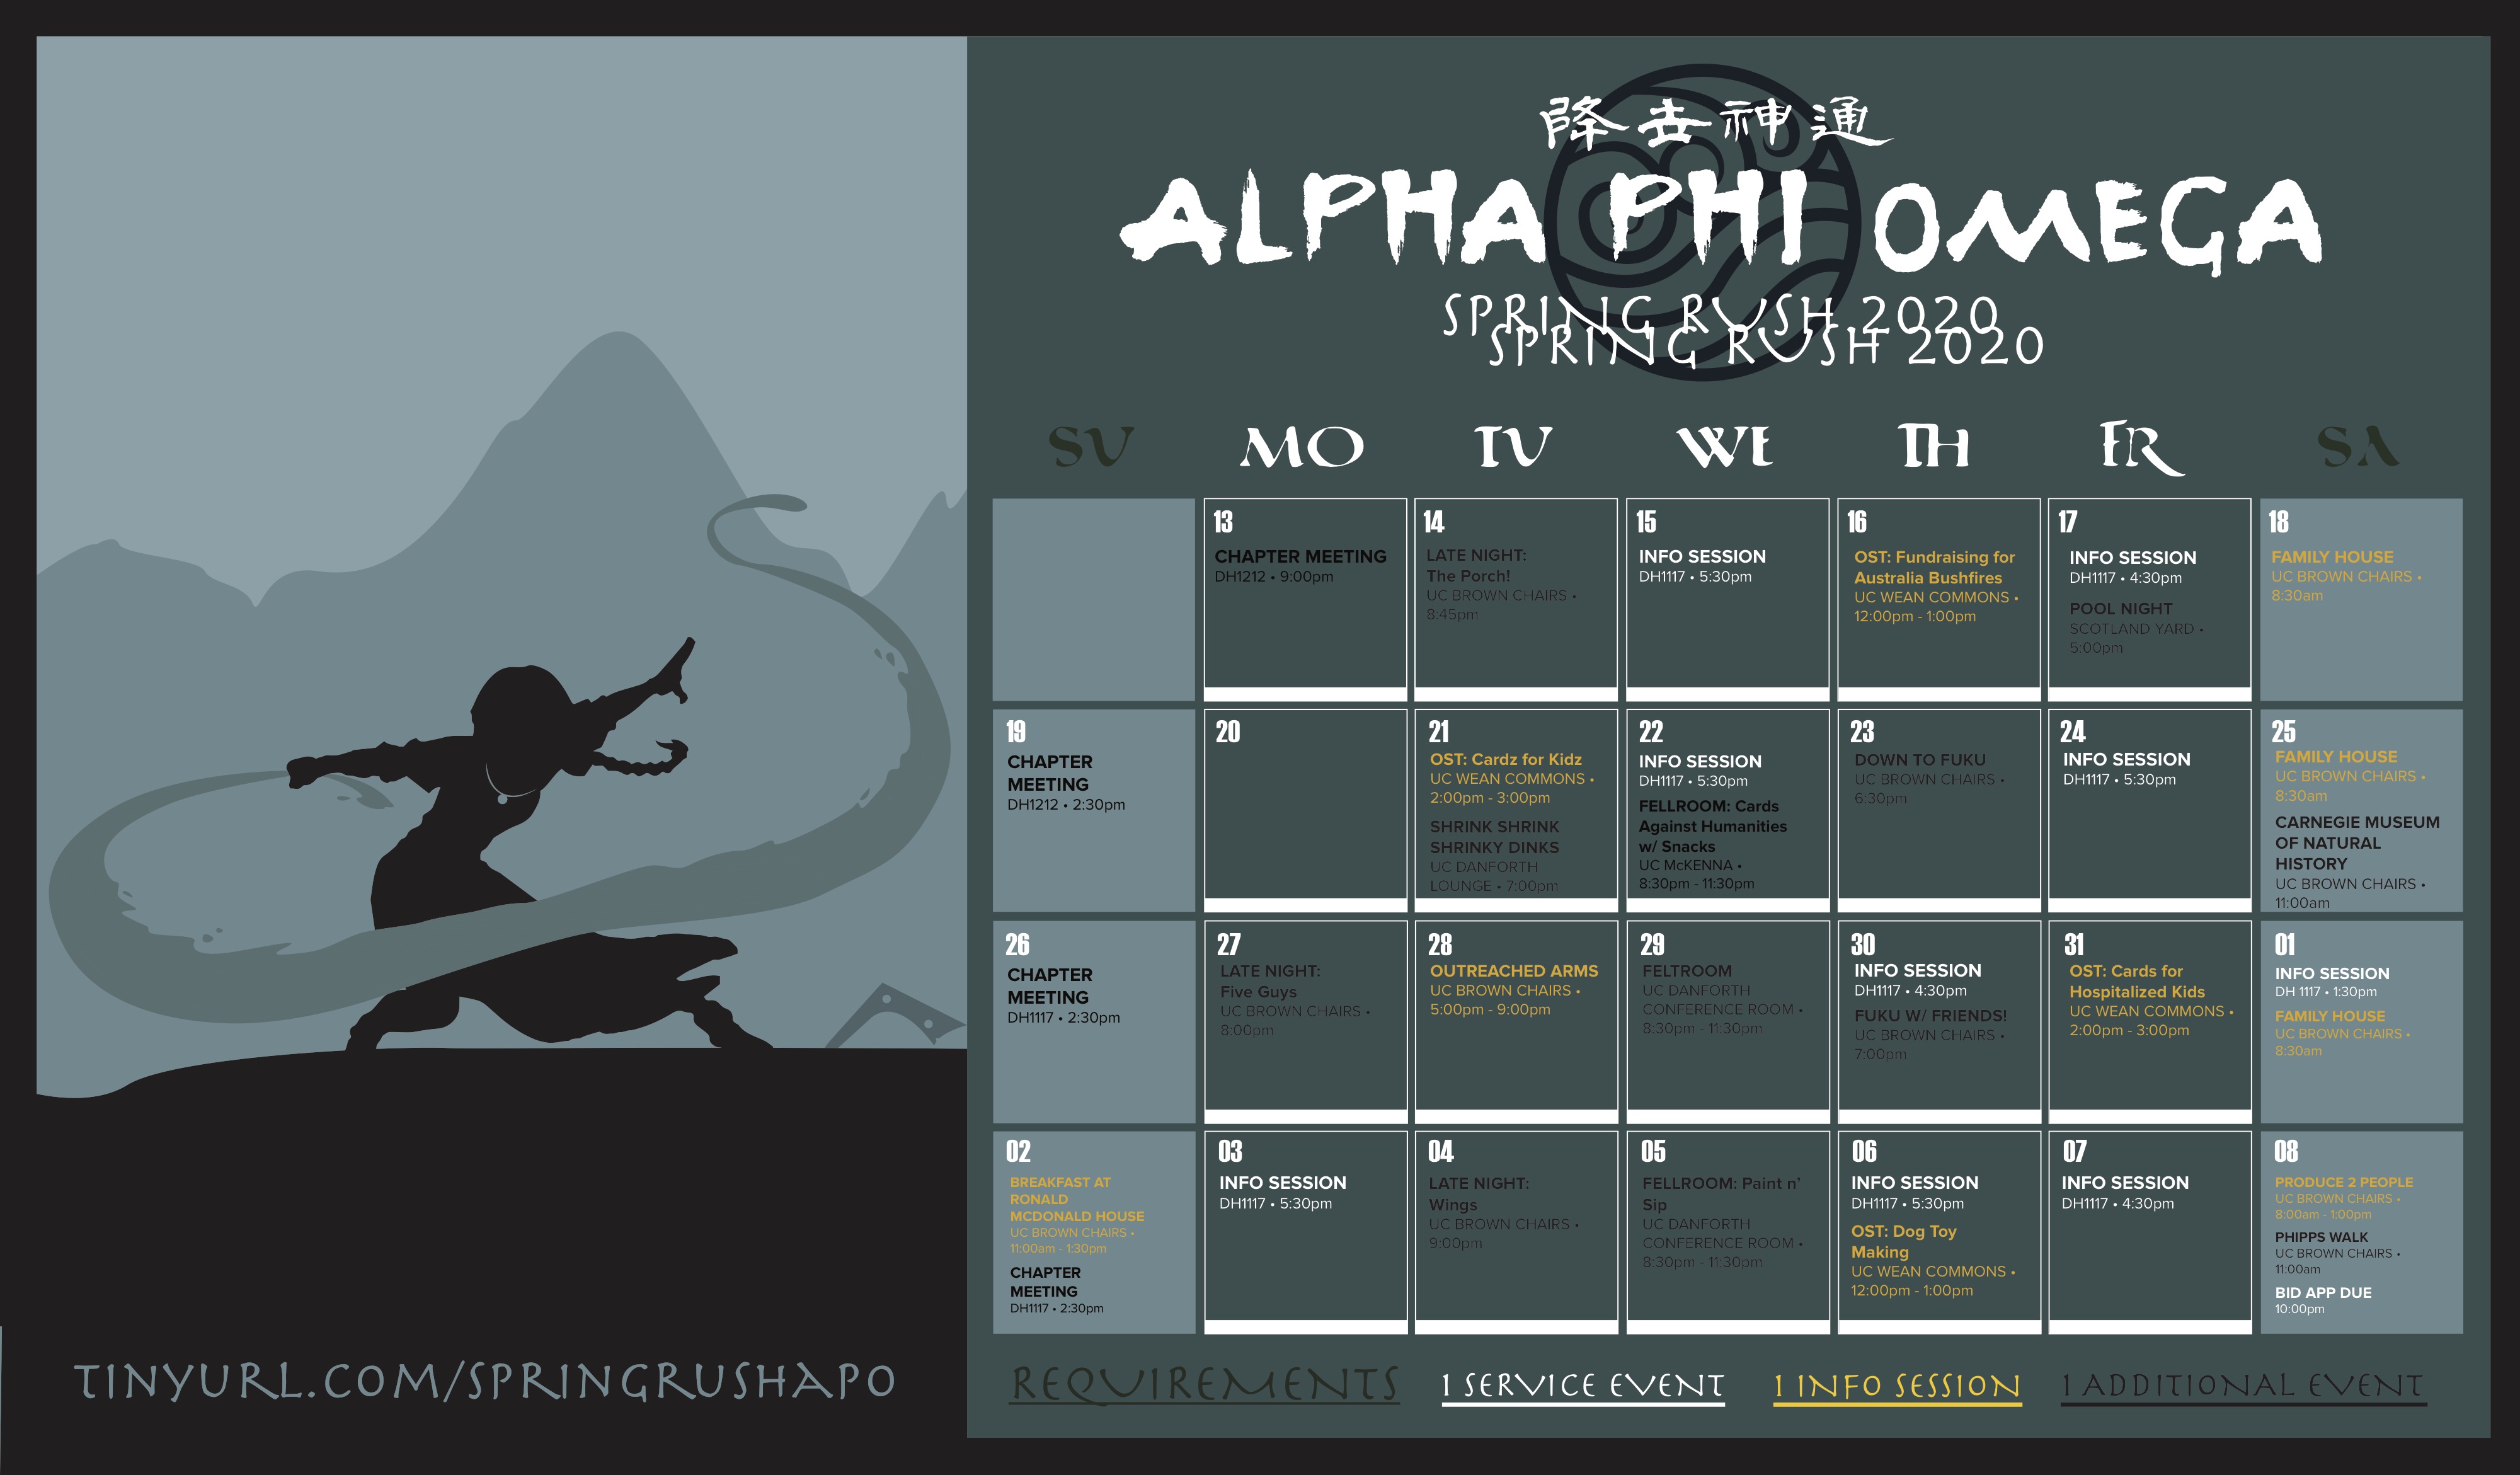 降去神通
ALPHA PHI OMEGA
SPRING RUSH 2020
SPRING RUSH 2020
SU MO TU WE TH FR SA
13
CHAPTER MEETING
DH1212 • 9:00pm
14
LATE NIGHT:
The Porch!
UC BROWN CHAIRS •
8:45pm
15
INFO SESSION
DH1117 • 5:30pm
16
OST: Fundraising for
Australia Bushfires
UC WEAN COMMONS •
12:00pm - 1:00pm
17
INFO SESSION
DH1117 • 4:30pm
POOL NIGHT
SCOTLAND YARD •
5:00pm
18
FAMILY HOUSE
UC BROWN CHAIRS •
8:30am
19
CHAPTER
MEETING
DH1212 • 2:30pm
20
21
OST: Cardz for Kidz
UC WEAN COMMONS •
2:00pm - 3:00pm
SHRINK SHRINK
SHRINKY DINKS
UC DANFORTH
LOUNGE • 7:00pm
22
INFO SESSION
DH1117 • 5:30pm
FELLROOM: Cards
Against Humanities
w/ Snacks
UC McKENNA •
8:30pm - 11:30pm
23
DOWN TO FUKU
UC BROWN CHAIRS •
6:30pm
24
INFO SESSION
DH1117 • 5:30pm
25
FAMILY HOUSE
UC BROWN CHAIRS •
8:30am
CARNEGIE MUSEUM
OF NATURAL
HISTORY
UC BROWN CHAIRS •
11:00am
26
CHAPTER
MEETING
DH1117 • 2:30pm
27
LATE NIGHT:
Five Guys
UC BROWN CHAIRS •
8:00pm
28
OUTREACHED ARMS
UC BROWN CHAIRS •
5:00pm - 9:00pm
29
FELTROOM
UC DANFORTH
CONFERENCE ROOM •
8:30pm - 11:30pm
30
INFO SESSION
DH1117 • 4:30pm
FUKU W/ FRIENDS!
UC BROWN CHAIRS •
7:00pm
31
OST: Cards for
Hospitalized Kids
UC WEAN COMMONS •
2:00pm - 3:00pm
01
INFO SESSION
DH 1117 • 1:30pm
FAMILY HOUSE
UC BROWN CHAIRS •
8:30am
02
BREAKFAST AT
RONALD
MCDONALD HOUSE
UC BROWN CHAIRS •
11:00am - 1:30pm
CHAPTER
MEETING
DH1117 • 2:30pm
03
INFO SESSION
DH1117 • 5:30pm
04
LATE NIGHT:
Wings
UC BROWN CHAIRS •
9:00pm
05
FELLROOM: Paint n'
Sip
UC DANFORTH
CONFERENCE ROOM •
8:30pm - 11:30pm
06
INFO SESSION
DH1117 • 5:30pm
OST: Dog Toy
Making
UC WEAN COMMONS •
12:00pm - 1:00pm
07
INFO SESSION
DH1117 • 4:30pm
08
PRODUCE 2 PEOPLE
UC BROWN CHAIRS •
8:00am - 1:00pm
PHIPPS WALK
UC BROWN CHAIRS •
11:00am
BID APP DUE
10:00pm
TINYURL.COM/SPRINGRUSHAPO
REQUIREMENTS 1 SERVICE EVENT 1 INFO SESSION 1 ADDITIONAL EVENT